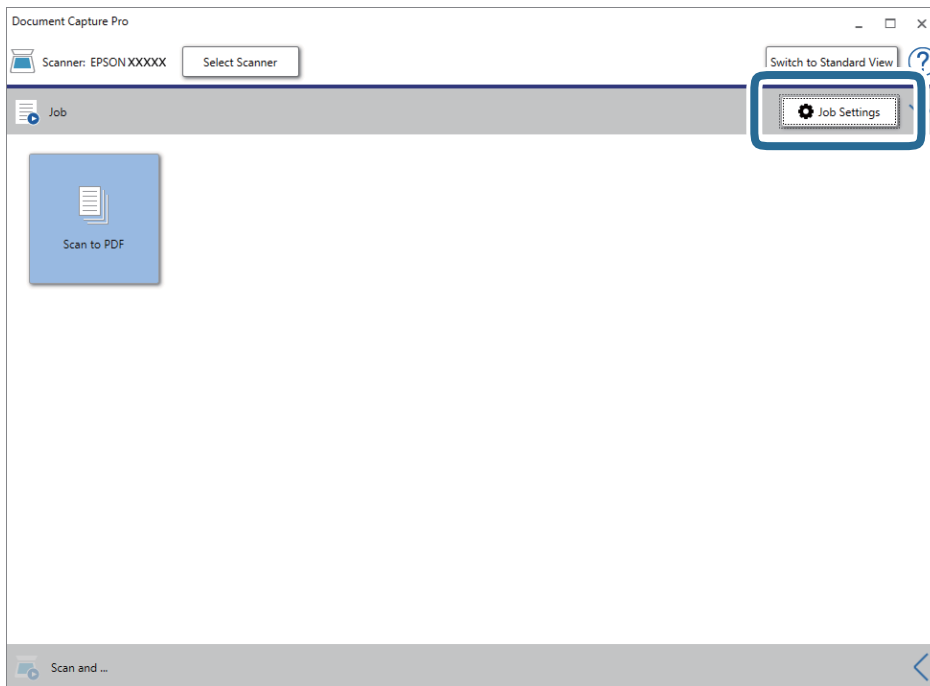 Document Capture Pro
Scanner: EPSON XXXXX
Select Scanner
Switch to Standard View
?
Job
Job Settings
Scan to PDF
Scan and ...